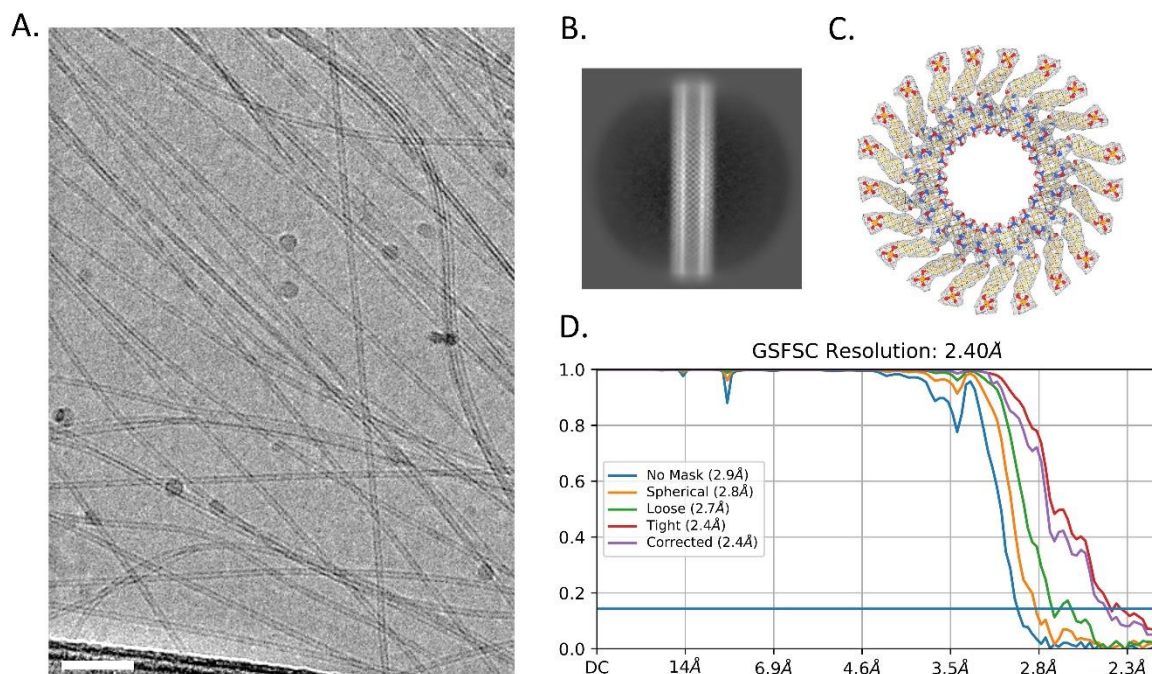 A.
B.
C.
D.
GSFSC Resolution: 2.40Å
1.0
0.8
0.6
0.4
0.2
0.0
No Mask (2.9Å)
Spherical (2.8Å)
Loose (2.7Å)
Tight (2.4Å)
Corrected (2.4Å)
DC
14Å
6.9Å
4.6Å
3.5Å
2.8Å
2.3Å